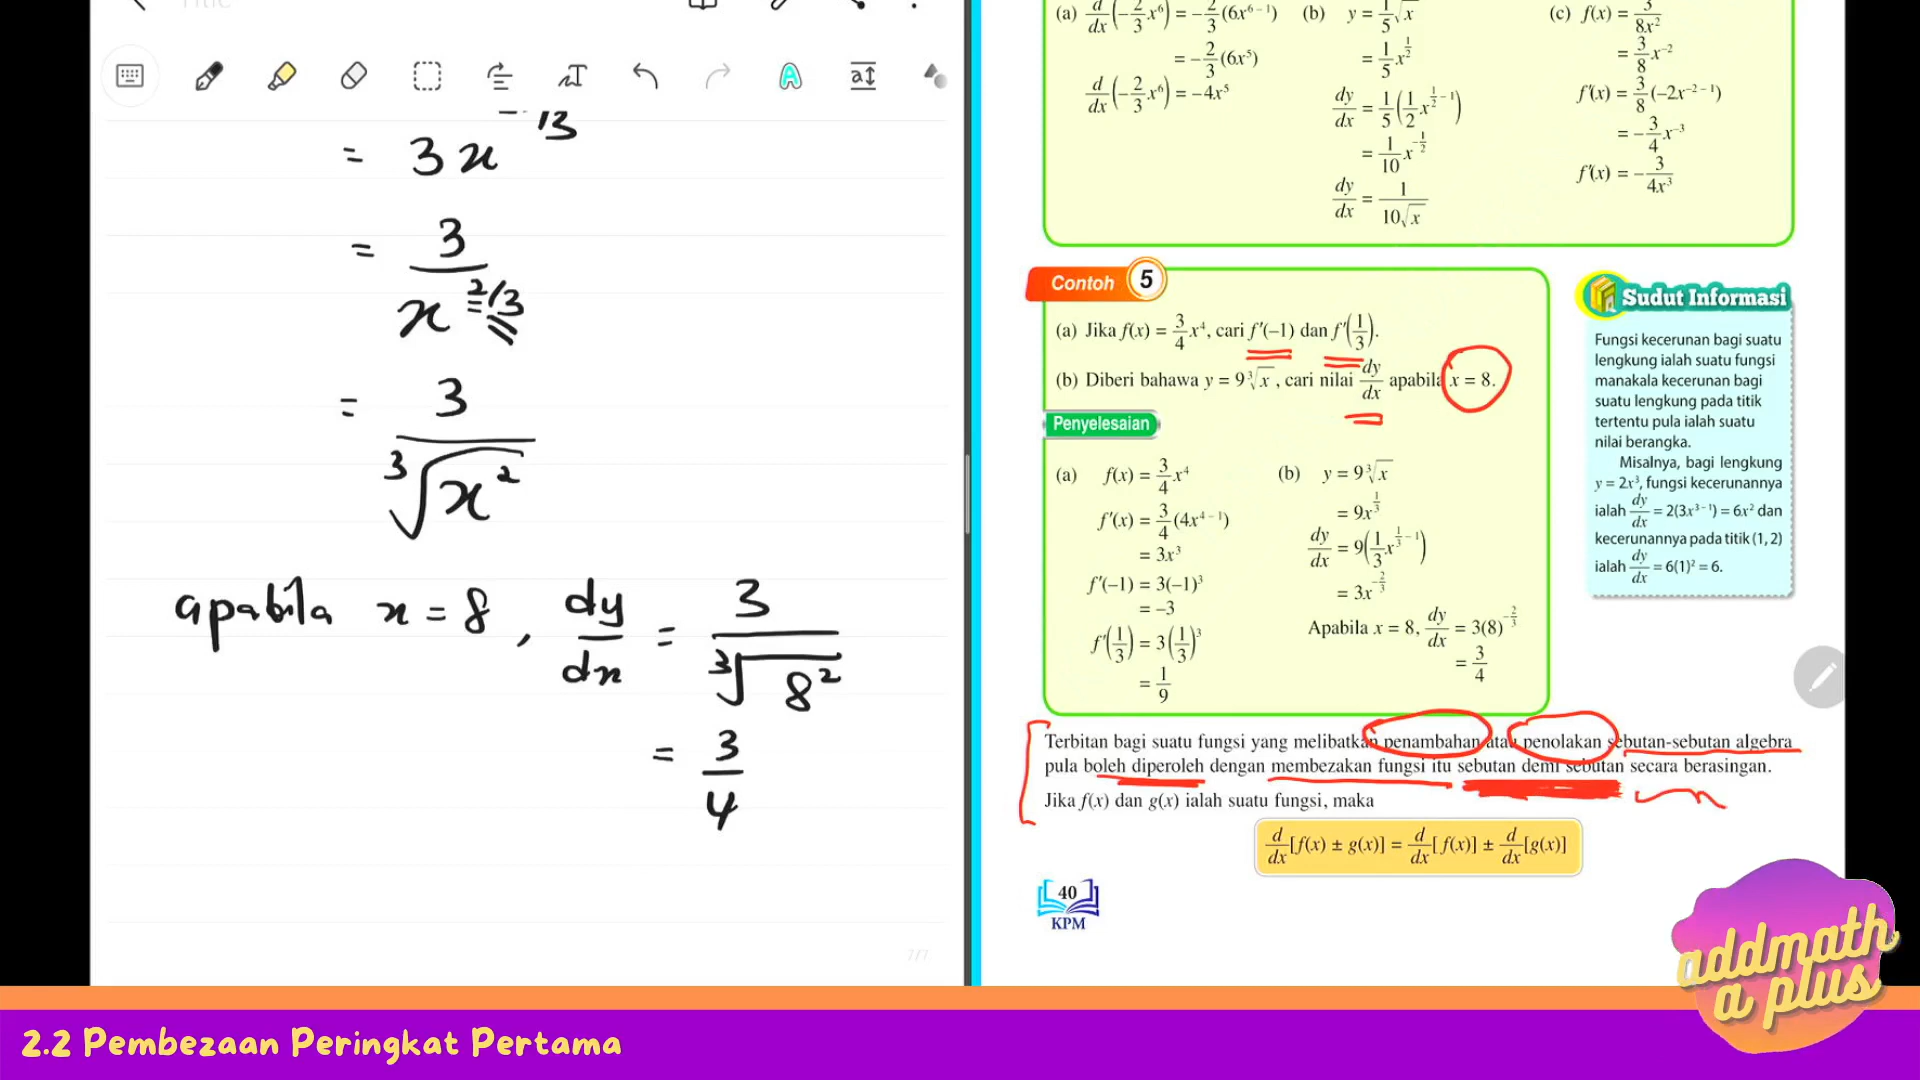 = 3x^-2/3
= 3/x^2/3
= 3/∛x²
apabila x = 8, dy/dx = 3/∛8²
= 3/4
7/7
(a) d/dx(-2/3 x⁶) = -2/3(6x^6-1)
= -2/3(6x⁵)
d/dx(-2/3 x⁶) = -4x⁵
(b) y = 1/5 √x
= 1/5 x^1/2
dy/dx = 1/5(1/2 x^1/2-1)
= 1/10 x^-1/2
dy/dx = 1/10√x
(c) f(x) = 3/8x²
= 3/8 x^-2
f'(x) = 3/8(-2x^-2-1)
= -3/4 x^-3
f'(x) = -3/4x³
Contoh 5
(a) Jika f(x) = 3/4 x⁴, cari f'(-1) dan f'(1/3).
(b) Diberi bahawa y = 9∛x, cari nilai dy/dx apabila x = 8.
Penyelesaian
(a) f(x) = 3/4 x⁴
f'(x) = 3/4(4x^4-1)
= 3x³
f'(-1) = 3(-1)³
= -3
f'(1/3) = 3(1/3)³
= 1/9
(b) y = 9∛x
= 9x^1/3
dy/dx = 9(1/3 x^1/3-1)
= 3x^-2/3
Apabila x = 8, dy/dx = 3(8)^-2/3
= 3/4
Sudut Informasi
Fungsi kecerunan bagi suatu
lengkung ialah suatu fungsi
manakala kecerunan bagi
suatu lengkung pada titik
tertentu pula ialah suatu
nilai berangka.
Misalnya, bagi lengkung
y = 2x³, fungsi kecerunannya
ialah dy/dx = 2(3x^3-1) = 6x² dan
kecerunannya pada titik (1, 2)
ialah dy/dx = 6(1)² = 6.
Terbitan bagi suatu fungsi yang melibatkan penambahan atau penolakan sebutan-sebutan algebra
pula boleh diperoleh dengan membezakan fungsi itu sebutan demi sebutan secara berasingan.
Jika f(x) dan g(x) ialah suatu fungsi, maka
d/dx[f(x) ± g(x)] = d/dx[f(x)] ± d/dx[g(x)]
40
KPM
addmath
a plus
2.2 Pembezaan Peringkat Pertama